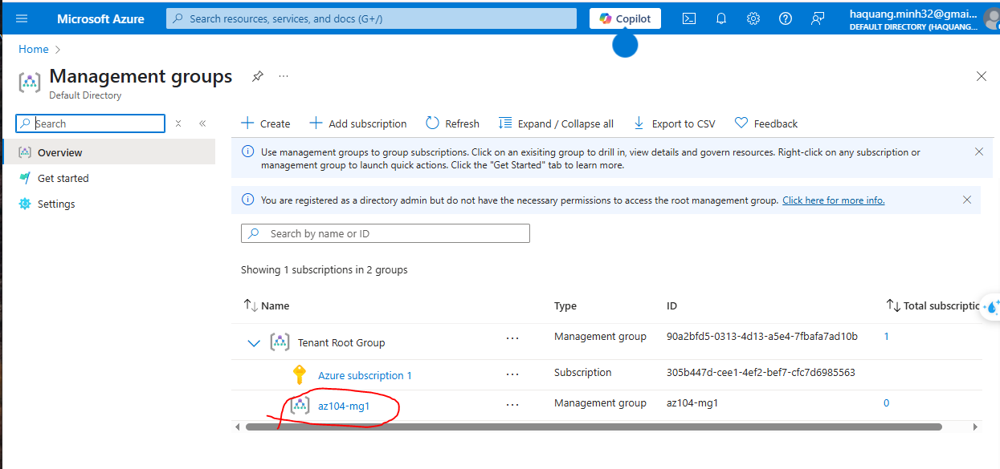 Microsoft Azure
Search resources, services, and docs (G+/)
Copilot
haquang.minh32@gmai...
DEFAULT DIRECTORY (HAQUANG....
Home
Management groups
...
Default Directory
Search
Create
Add subscription
Refresh
Expand / Collapse all
Export to CSV
Feedback
Overview
Get started
Settings
Use management groups to group subscriptions. Click on an exisiting group to drill in, view details and govern resources. Right-click on any subscription or
management group to launch quick actions. Click the "Get Started" tab to learn more.
You are registered as a directory admin but do not have the necessary permissions to access the root management group. Click here for more info.
Search by name or ID
Showing 1 subscriptions in 2 groups
Name Type ID Total subscriptio
Tenant Root Group ... Management group 90a2bfd5-0313-4d13-a5e4-7fbafa7ad10b 1
Azure subscription 1 ... Subscription 305b447d-cee1-4ef2-bef7-cfc7d6985563
az104-mg1 ... Management group az104-mg1 0